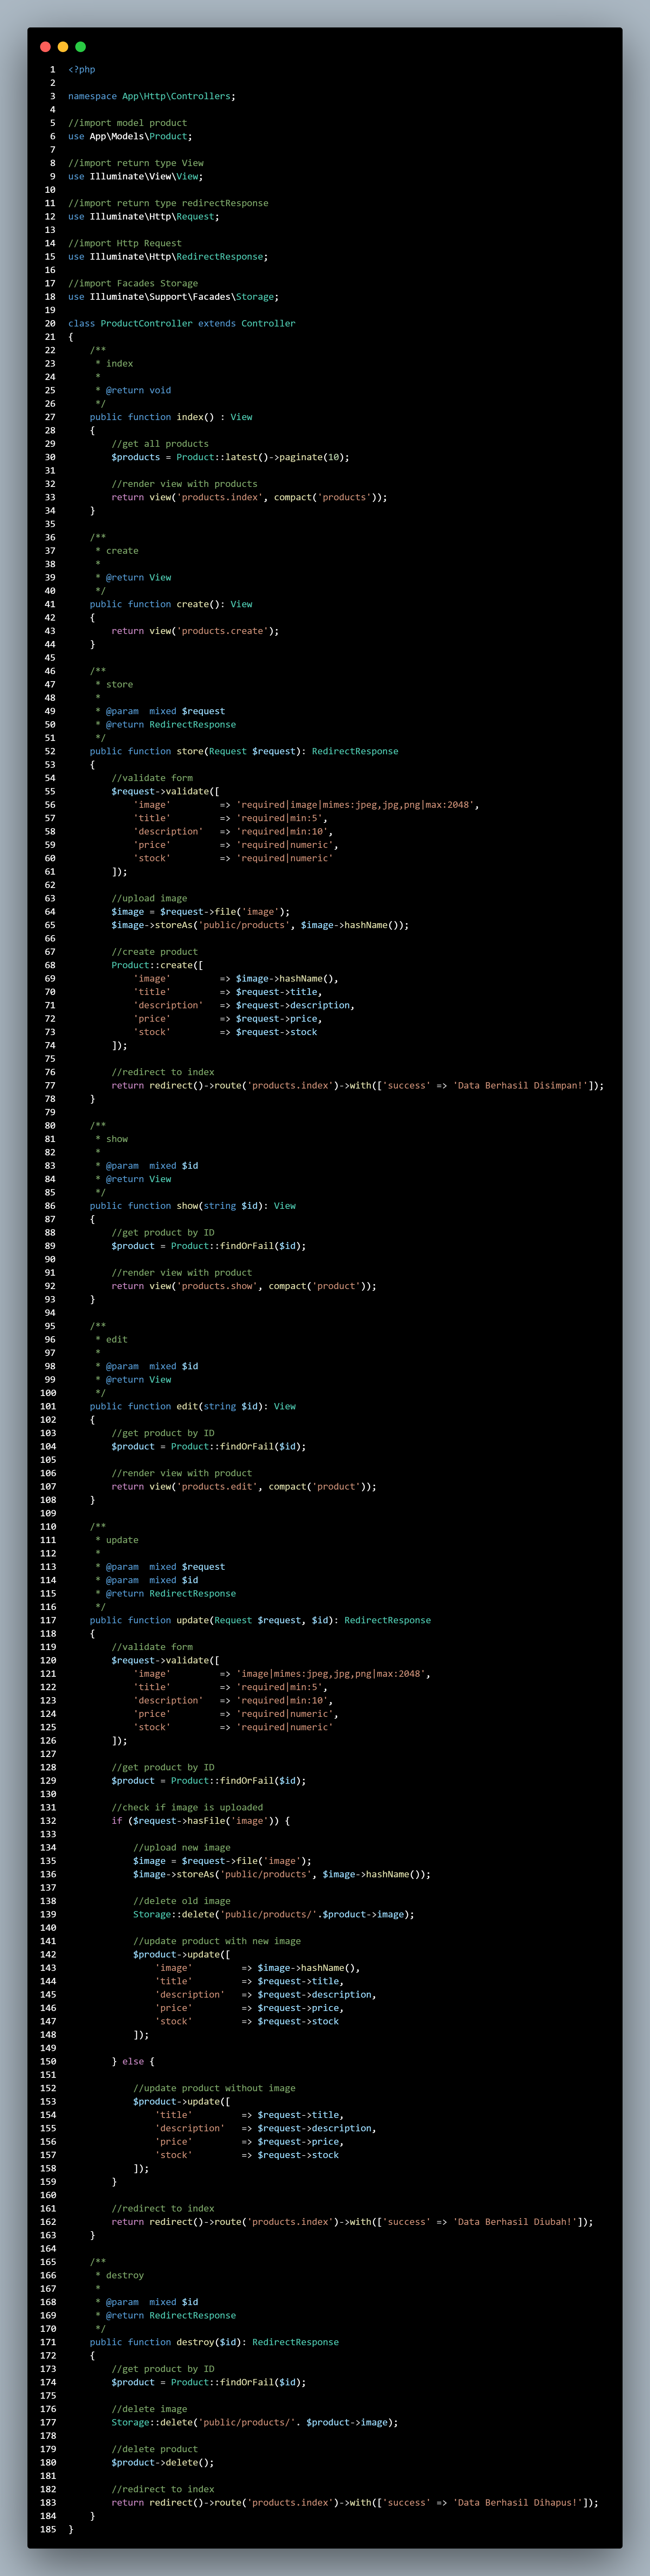 1 <?php
2
3 namespace App\Http\Controllers;
4
5 //import model product
6 use App\Models\Product;
7
8 //import return type View
9 use Illuminate\View\View;
10
11 //import return type redirectResponse
12 use Illuminate\Http\Request;
13
14 //import Http Request
15 use Illuminate\Http\RedirectResponse;
16
17 //import Facades Storage
18 use Illuminate\Support\Facades\Storage;
19
20 class ProductController extends Controller
21 {
22     /**
23      * index
24      *
25      * @return void
26      */
27     public function index() : View
28     {
29         //get all products
30         $products = Product::latest()->paginate(10);
31
32         //render view with products
33         return view('products.index', compact('products'));
34     }
35
36     /**
37      * create
38      *
39      * @return View
40      */
41     public function create(): View
42     {
43         return view('products.create');
44     }
45
46     /**
47      * store
48      *
49      * @param  mixed $request
50      * @return RedirectResponse
51      */
52     public function store(Request $request): RedirectResponse
53     {
54         //validate form
55         $request->validate([
56             'image'         => 'required|image|mimes:jpeg,jpg,png|max:2048',
57             'title'         => 'required|min:5',
58             'description'   => 'required|min:10',
59             'price'         => 'required|numeric',
60             'stock'         => 'required|numeric'
61         ]);
62
63         //upload image
64         $image = $request->file('image');
65         $image->storeAs('public/products', $image->hashName());
66
67         //create product
68         Product::create([
69             'image'         => $image->hashName(),
70             'title'         => $request->title,
71             'description'   => $request->description,
72             'price'         => $request->price,
73             'stock'         => $request->stock
74         ]);
75
76         //redirect to index
77         return redirect()->route('products.index')->with(['success' => 'Data Berhasil Disimpan!']);
78     }
79
80     /**
81      * show
82      *
83      * @param  mixed $id
84      * @return View
85      */
86     public function show(string $id): View
87     {
88         //get product by ID
89         $product = Product::findOrFail($id);
90
91         //render view with product
92         return view('products.show', compact('product'));
93     }
94
95     /**
96      * edit
97      *
98      * @param  mixed $id
99      * @return View
100      */
101     public function edit(string $id): View
102     {
103         //get product by ID
104         $product = Product::findOrFail($id);
105
106         //render view with product
107         return view('products.edit', compact('product'));
108     }
109
110     /**
111      * update
112      *
113      * @param  mixed $request
114      * @param  mixed $id
115      * @return RedirectResponse
116      */
117     public function update(Request $request, $id): RedirectResponse
118     {
119         //validate form
120         $request->validate([
121             'image'         => 'image|mimes:jpeg,jpg,png|max:2048',
122             'title'         => 'required|min:5',
123             'description'   => 'required|min:10',
124             'price'         => 'required|numeric',
125             'stock'         => 'required|numeric'
126         ]);
127
128         //get product by ID
129         $product = Product::findOrFail($id);
130
131         //check if image is uploaded
132         if ($request->hasFile('image')) {
133
134             //upload new image
135             $image = $request->file('image');
136             $image->storeAs('public/products', $image->hashName());
137
138             //delete old image
139             Storage::delete('public/products/'.$product->image);
140
141             //update product with new image
142             $product->update([
143                 'image'         => $image->hashName(),
144                 'title'         => $request->title,
145                 'description'   => $request->description,
146                 'price'         => $request->price,
147                 'stock'         => $request->stock
148             ]);
149
150         } else {
151
152             //update product without image
153             $product->update([
154                 'title'         => $request->title,
155                 'description'   => $request->description,
156                 'price'         => $request->price,
157                 'stock'         => $request->stock
158             ]);
159         }
160
161         //redirect to index
162         return redirect()->route('products.index')->with(['success' => 'Data Berhasil Diubah!']);
163     }
164
165     /**
166      * destroy
167      *
168      * @param  mixed $id
169      * @return RedirectResponse
170      */
171     public function destroy($id): RedirectResponse
172     {
173         //get product by ID
174         $product = Product::findOrFail($id);
175
176         //delete image
177         Storage::delete('public/products/'. $product->image);
178
179         //delete product
180         $product->delete();
181
182         //redirect to index
183         return redirect()->route('products.index')->with(['success' => 'Data Berhasil Dihapus!']);
184     }
185 }